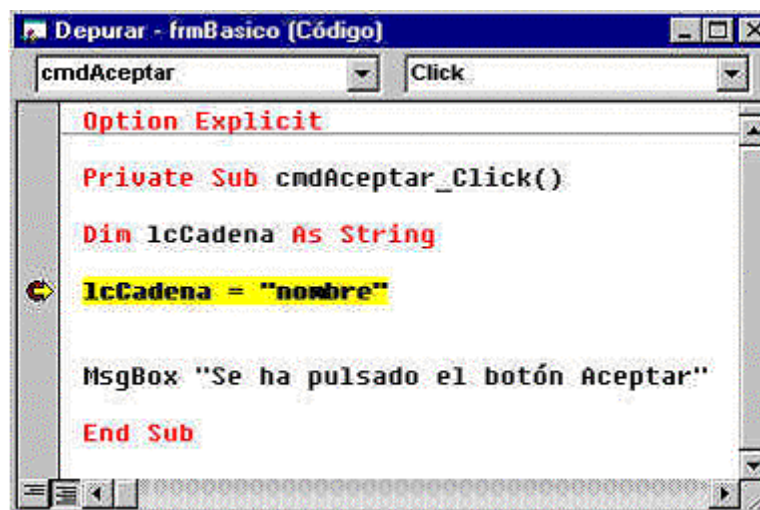 Depurar - frmBasico (Código)
cmdAceptar Click
Option Explicit
Private Sub cmdAceptar_Click()
Dim lcCadena As String
lcCadena = "nombre"
MsgBox "Se ha pulsado el botón Aceptar"
End Sub